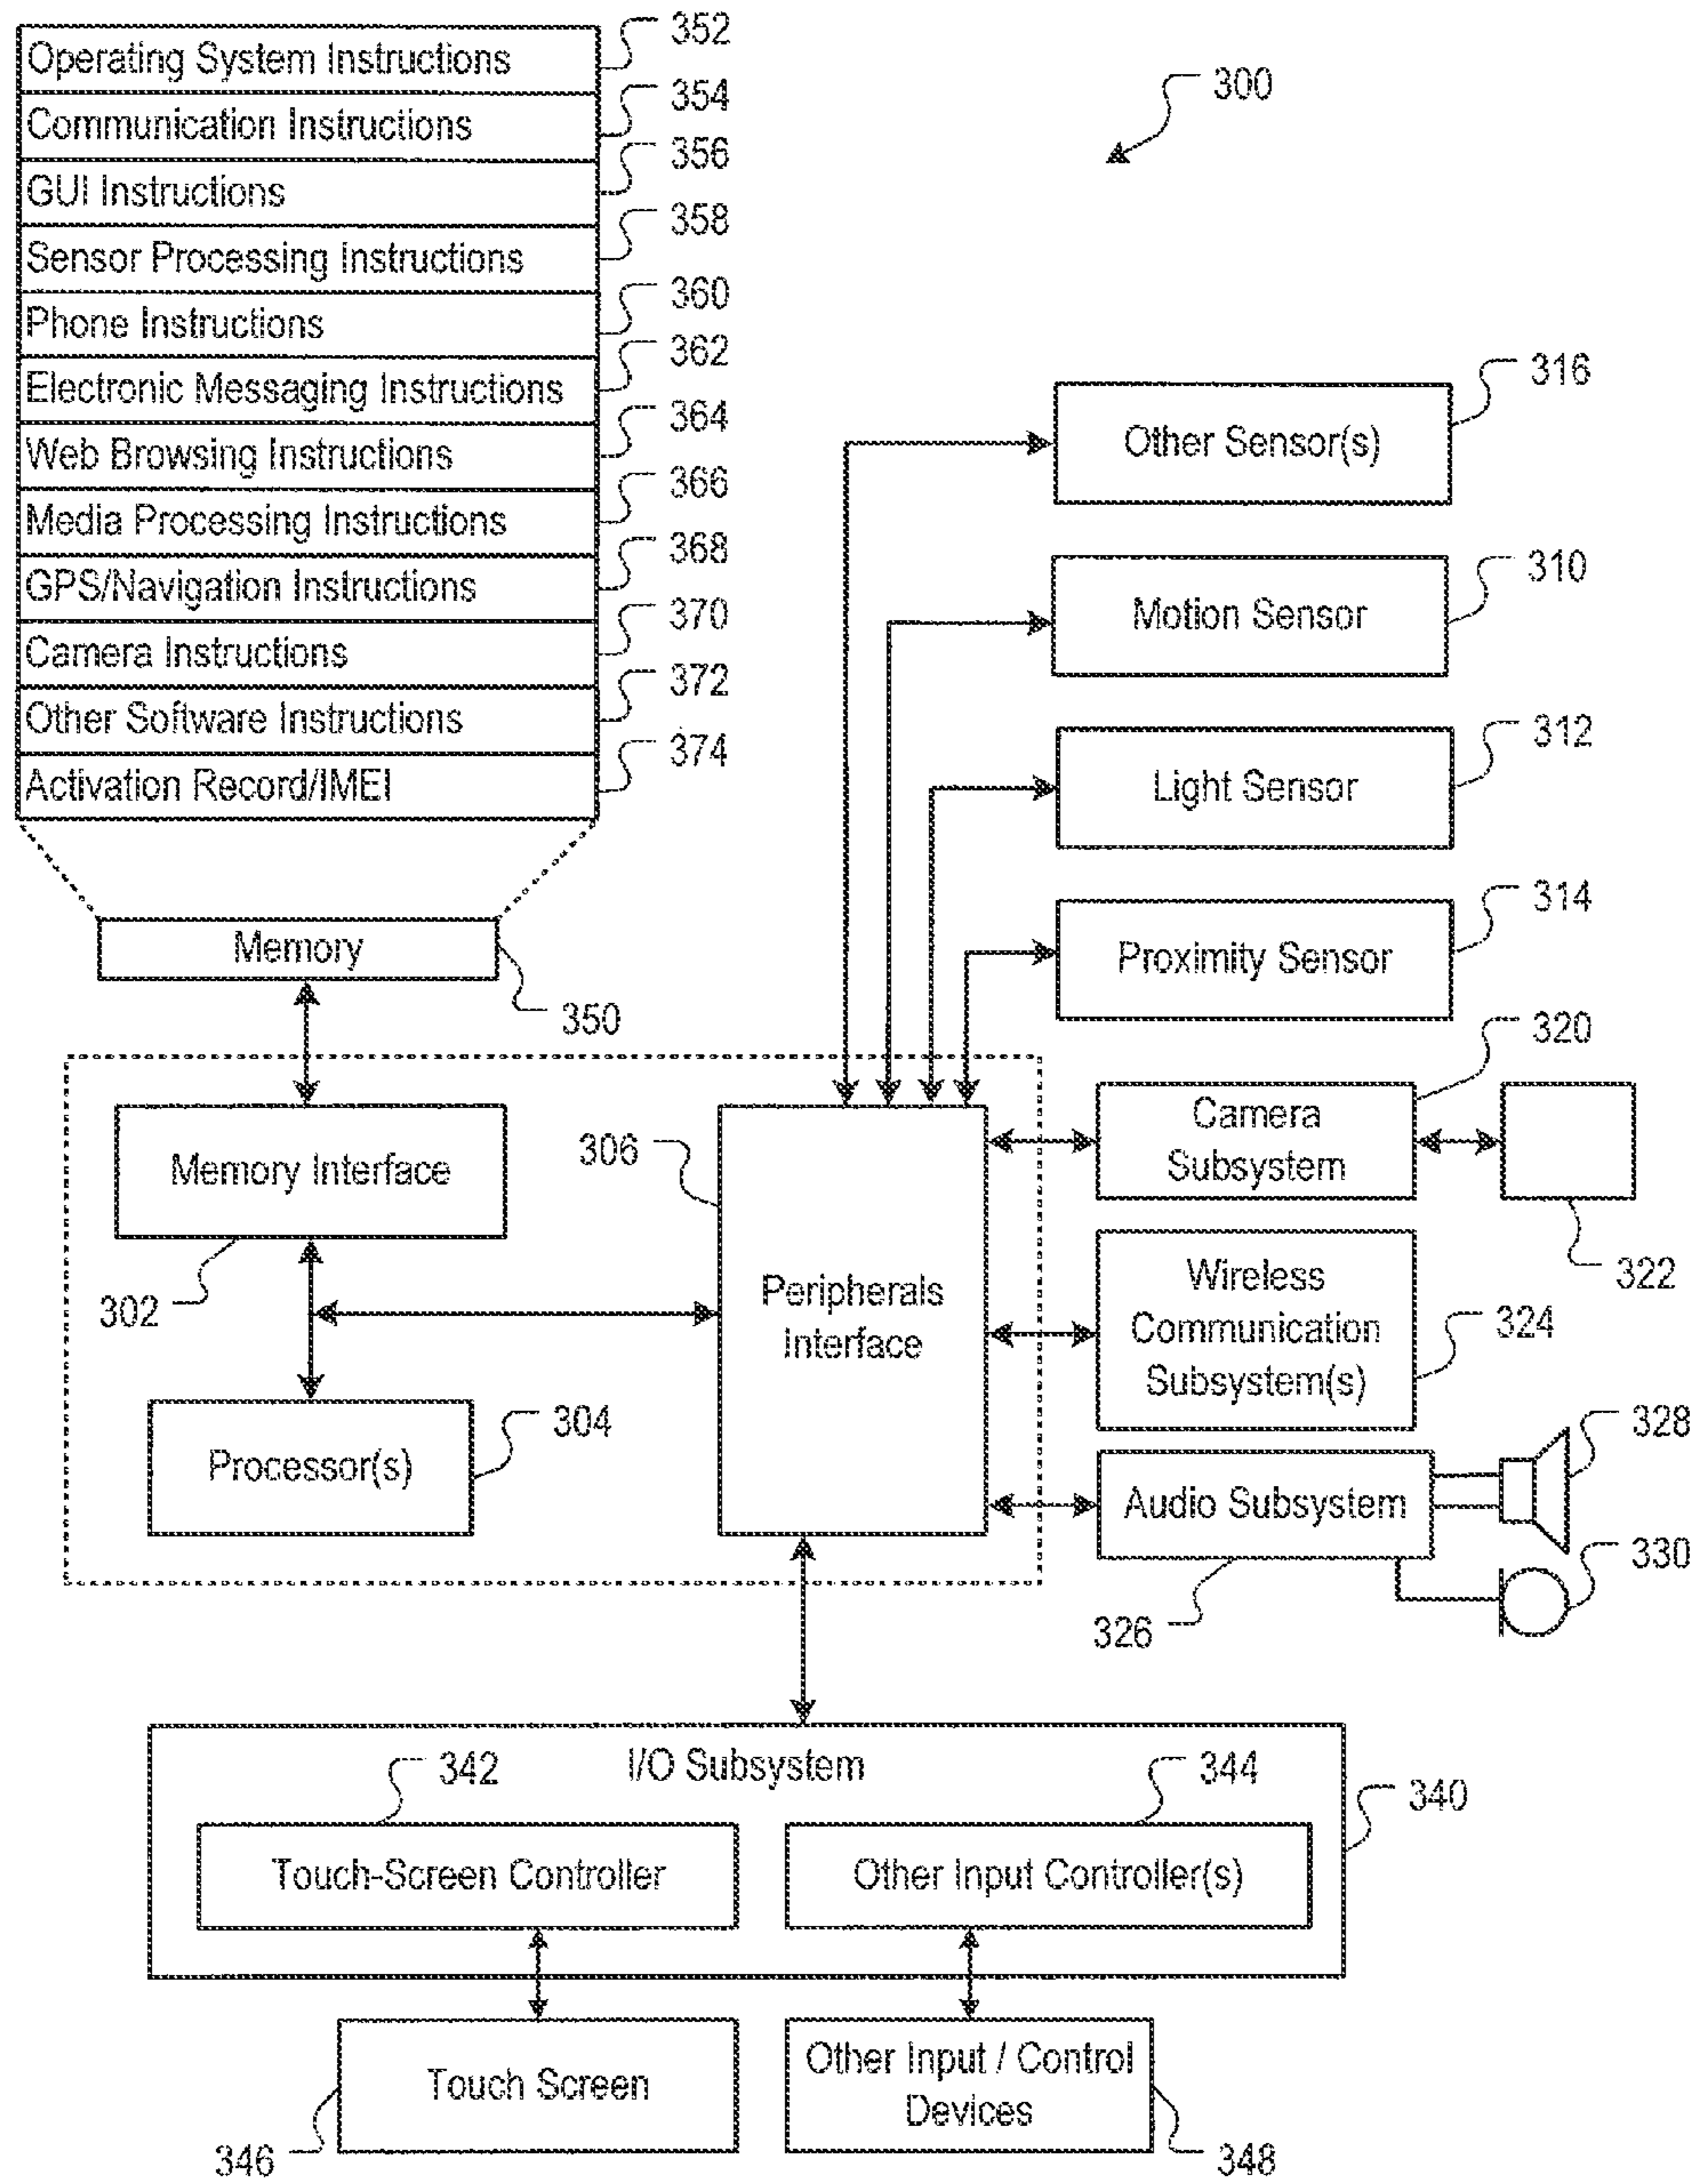 352
Operating System Instructions
354
Communication Instructions
356
GUI Instructions
358
Sensor Processing Instructions
360
Phone Instructions
362
Electronic Messaging Instructions
364
Web Browsing Instructions
366
Media Processing Instructions
368
GPS/Navigation Instructions
370
Camera Instructions
372
Other Software Instructions
374
Activation Record/IMEI
Memory
350
300
316
Other Sensor(s)
310
Motion Sensor
312
Light Sensor
314
Proximity Sensor
320
Camera
Subsystem
322
306
Memory Interface
302
Peripherals
Interface
Wireless
Communication
Subsystem(s)
324
304
Processor(s)
328
Audio Subsystem
330
326
I/O Subsystem
342
344
340
Touch-Screen Controller
Other Input Controller(s)
Touch Screen
346
Other Input / Control
Devices
348